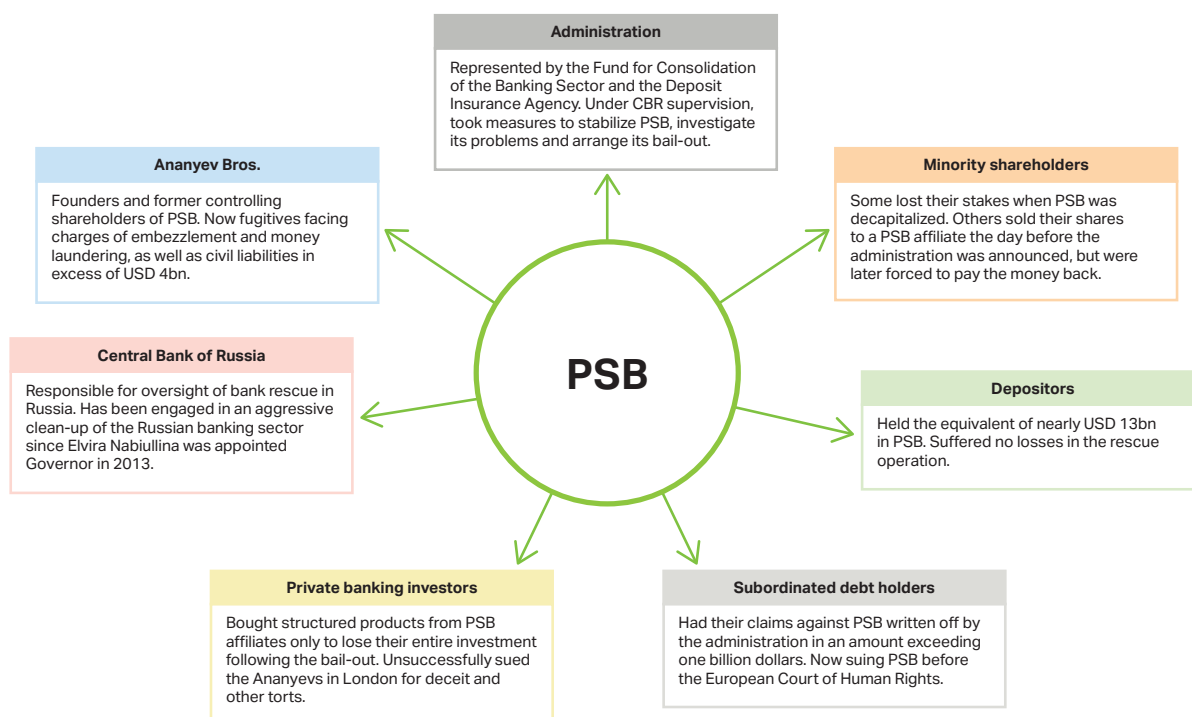 Administration
Represented by the Fund for Consolidation
of the Banking Sector and the Deposit
Insurance Agency. Under CBR supervision,
took measures to stabilize PSB, investigate
its problems and arrange its bail-out.
Ananyev Bros.
Founders and former controlling
shareholders of PSB. Now fugitives facing
charges of embezzlement and money
laundering, as well as civil liabilities in
excess of USD 4bn.
Minority shareholders
Some lost their stakes when PSB was
decapitalized. Others sold their shares
to a PSB affiliate the day before the
administration was announced, but were
later forced to pay the money back.
PSB
Central Bank of Russia
Responsible for oversight of bank rescue in
Russia. Has been engaged in an aggressive
clean-up of the Russian banking sector
since Elvira Nabiullina was appointed
Governor in 2013.
Depositors
Held the equivalent of nearly USD 13bn
in PSB. Suffered no losses in the rescue
operation.
Private banking investors
Bought structured products from PSB
affiliates only to lose their entire investment
following the bail-out. Unsuccessfully sued
the Ananyevs in London for deceit and
other torts.
Subordinated debt holders
Had their claims against PSB written off by
the administration in an amount exceeding
one billion dollars. Now suing PSB before
the European Court of Human Rights.